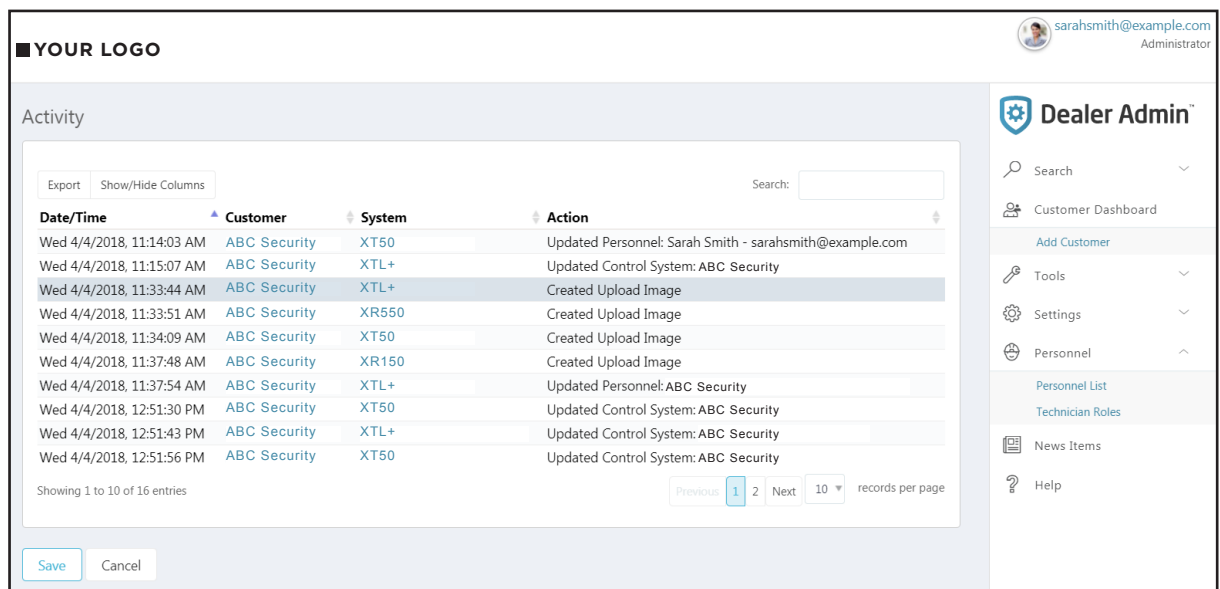 YOUR LOGO
sarahsmith@example.com
Administrator
Activity
Export Show/Hide Columns Search:
Date/Time Customer System Action
Wed 4/4/2018, 11:14:03 AM ABC Security XT50 Updated Personnel: Sarah Smith - sarahsmith@example.com
Wed 4/4/2018, 11:15:07 AM ABC Security XTL+ Updated Control System: ABC Security
Wed 4/4/2018, 11:33:44 AM ABC Security XTL+ Created Upload Image
Wed 4/4/2018, 11:33:51 AM ABC Security XR550 Created Upload Image
Wed 4/4/2018, 11:34:09 AM ABC Security XT50 Created Upload Image
Wed 4/4/2018, 11:37:48 AM ABC Security XR150 Created Upload Image
Wed 4/4/2018, 11:37:54 AM ABC Security XTL+ Updated Personnel: ABC Security
Wed 4/4/2018, 12:51:30 PM ABC Security XT50 Updated Control System: ABC Security
Wed 4/4/2018, 12:51:43 PM ABC Security XTL+ Updated Control System: ABC Security
Wed 4/4/2018, 12:51:56 PM ABC Security XT50 Updated Control System: ABC Security
Showing 1 to 10 of 16 entries Previous 1 2 Next 10 records per page
Save Cancel
Dealer Admin™
Search
Customer Dashboard
Add Customer
Tools
Settings
Personnel
Personnel List
Technician Roles
News Items
Help